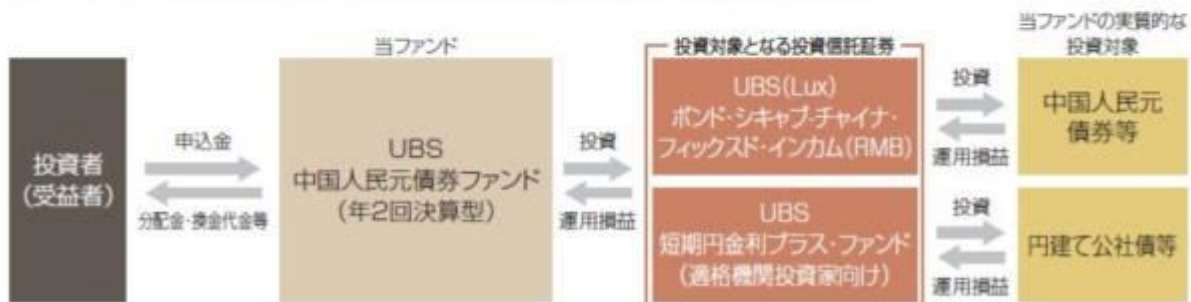 当ファンド
投資対象となる投資信託証券
当ファンドの実質的な
投資対象
投資者
(受益者)
申込金
分配金・換金代金等
UBS
中国人民元債券ファンド
(年2回決算型)
投資
運用損益
UBS(Lux)
ボンド・シキャブ・チャイナ・
フィックスド・インカム(RMB)
投資
運用損益
中国人民元
債券等
UBS
短期円金利プラス・ファンド
(適格機関投資家向け)
投資
運用損益
円建て公社債等